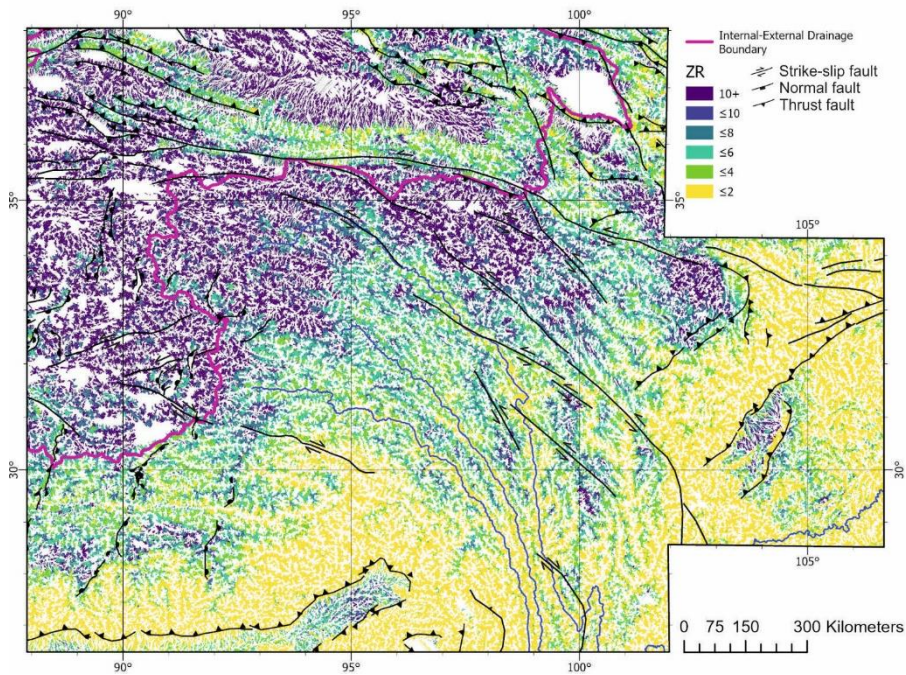 90° 95° 100°
Internal-External Drainage
Boundary
ZR
10+
≤10
≤8
≤6
≤4
≤2
Strike-slip fault
Normal fault
Thrust fault
35° 35° 105°
30° 30°
105°
0 75 150 300 Kilometers
90° 95° 100°